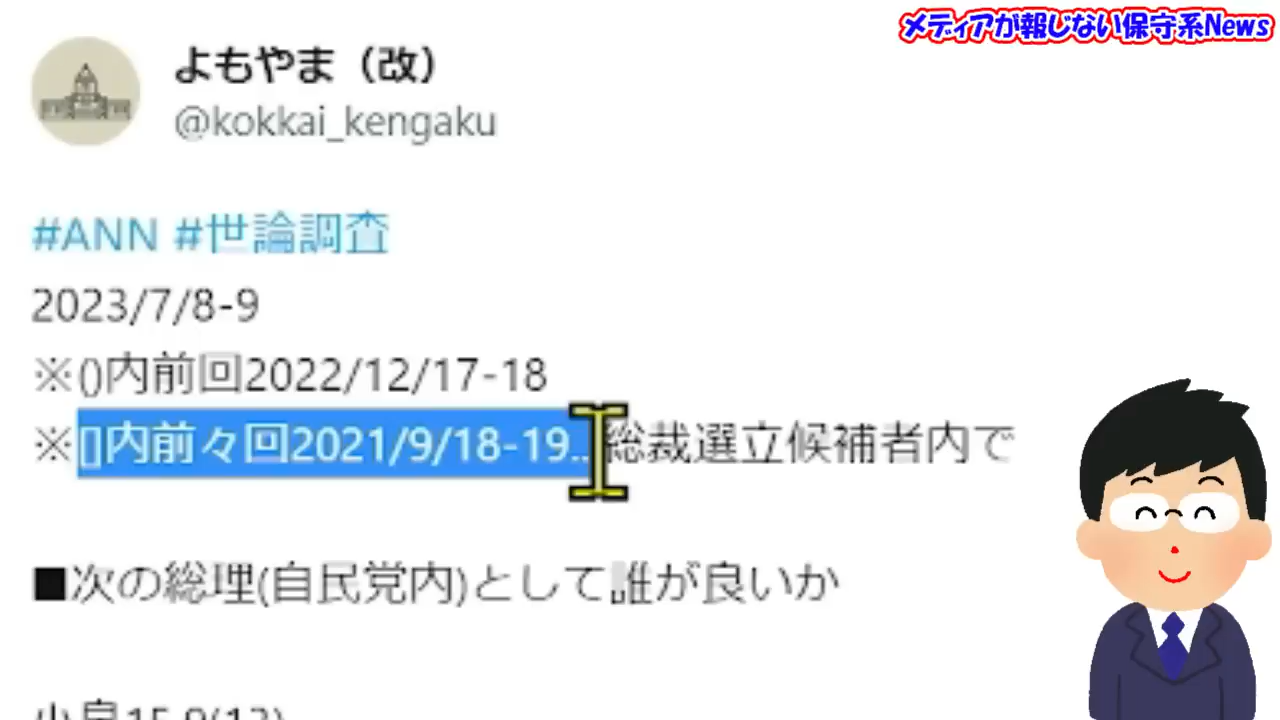 メディアが報じない保守系News
よもやま（改）
@kokkai_kengaku
#ANN #世論調査
2023/7/8-9
※()内前回2022/12/17-18
※[]内前々回2021/9/18-19...総裁選立候補者内で
■次の総理(自民党内)として誰が良いか